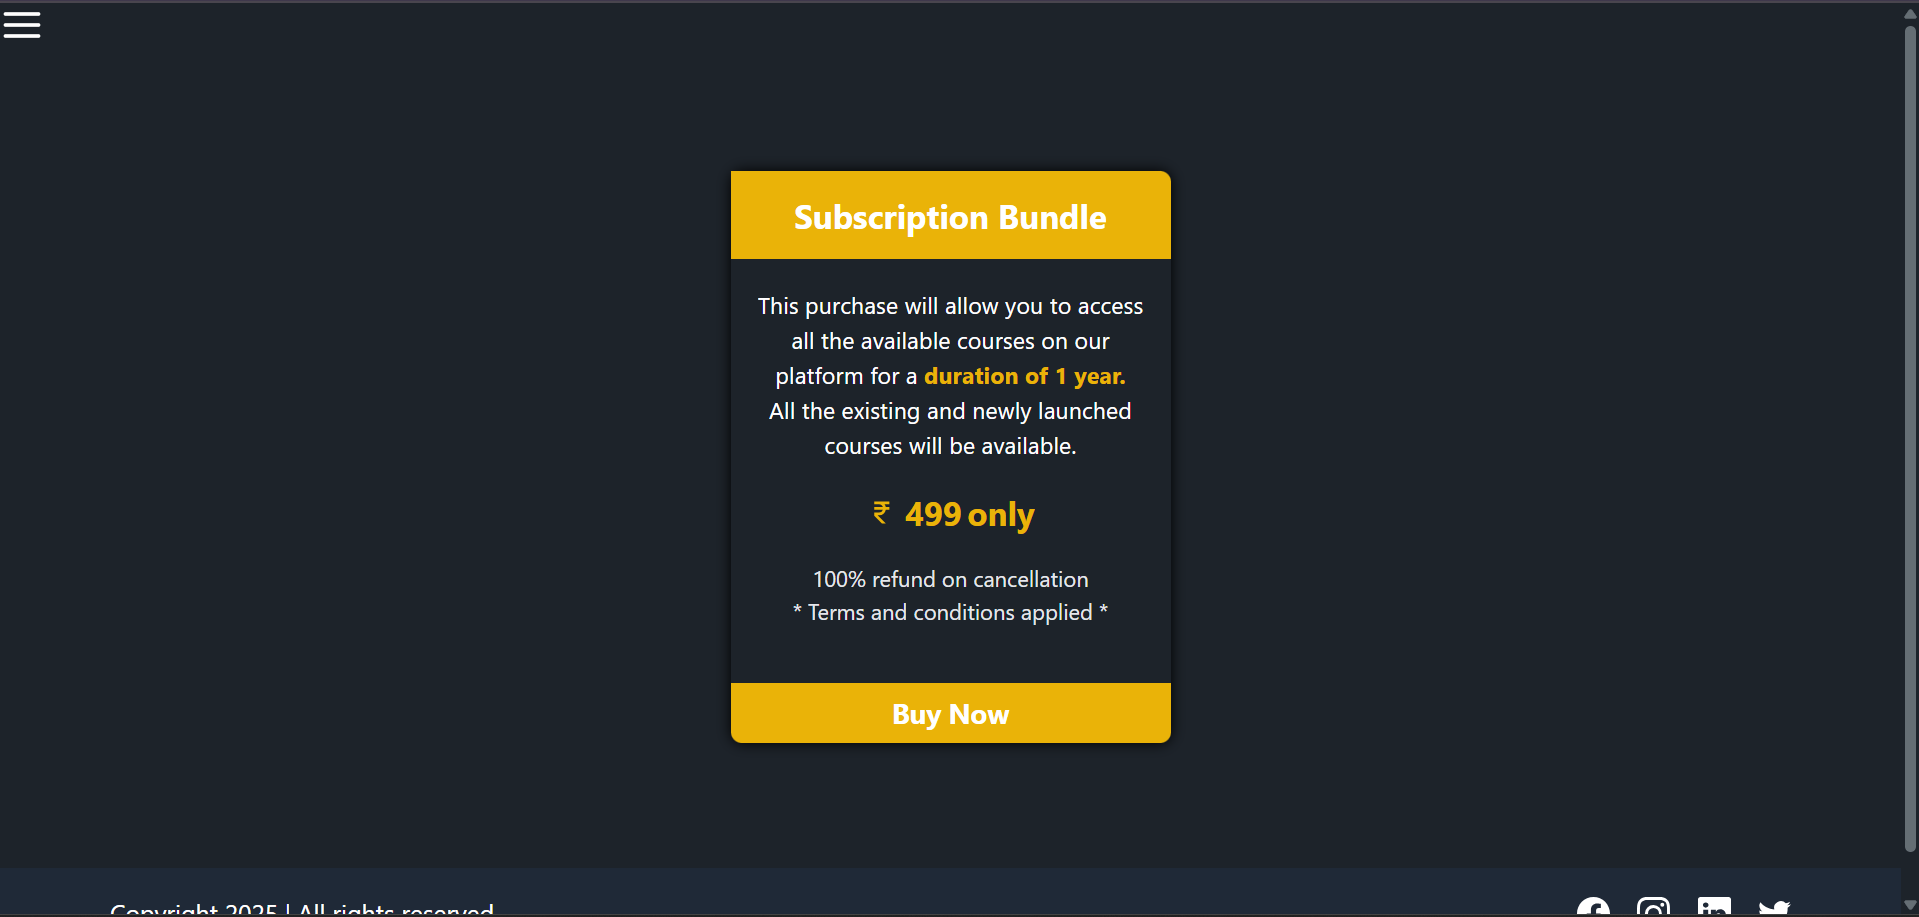 Subscription Bundle
This purchase will allow you to access
all the available courses on our
platform for a duration of 1 year.
All the existing and newly launched
courses will be available.
₹ 499 only
100% refund on cancellation
* Terms and conditions applied *
Buy Now
Copyright 2025 | All rights reserved